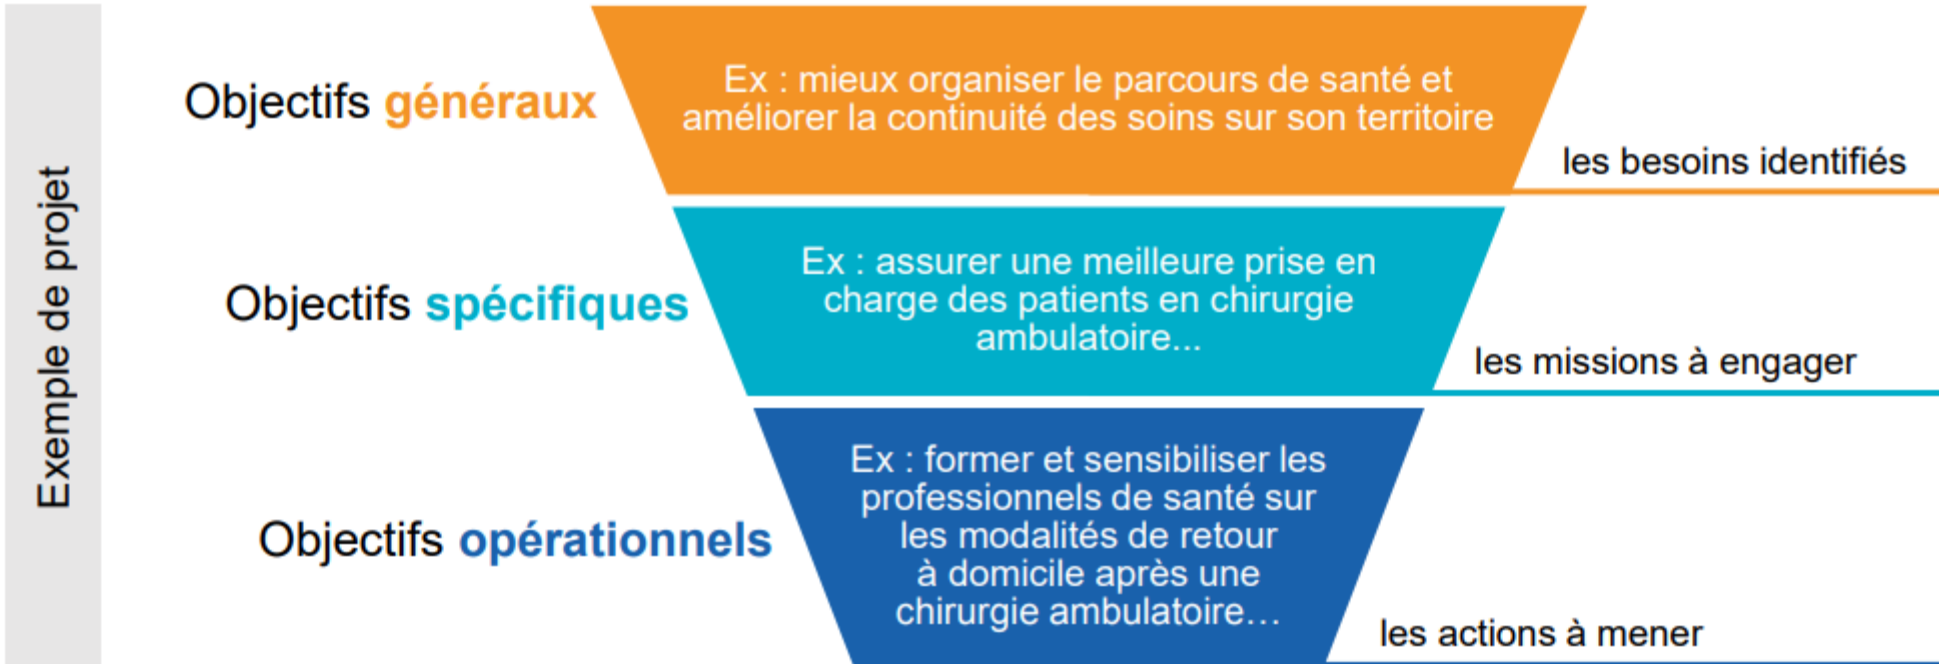 Exemple de projet
Objectifs généraux
Ex : mieux organiser le parcours de santé et
améliorer la continuité des soins sur son territoire
les besoins identifiés
Objectifs spécifiques
Ex : assurer une meilleure prise en
charge des patients en chirurgie
ambulatoire...
les missions à engager
Objectifs opérationnels
Ex : former et sensibiliser les
professionnels de santé sur
les modalités de retour
à domicile après une
chirurgie ambulatoire…
les actions à mener